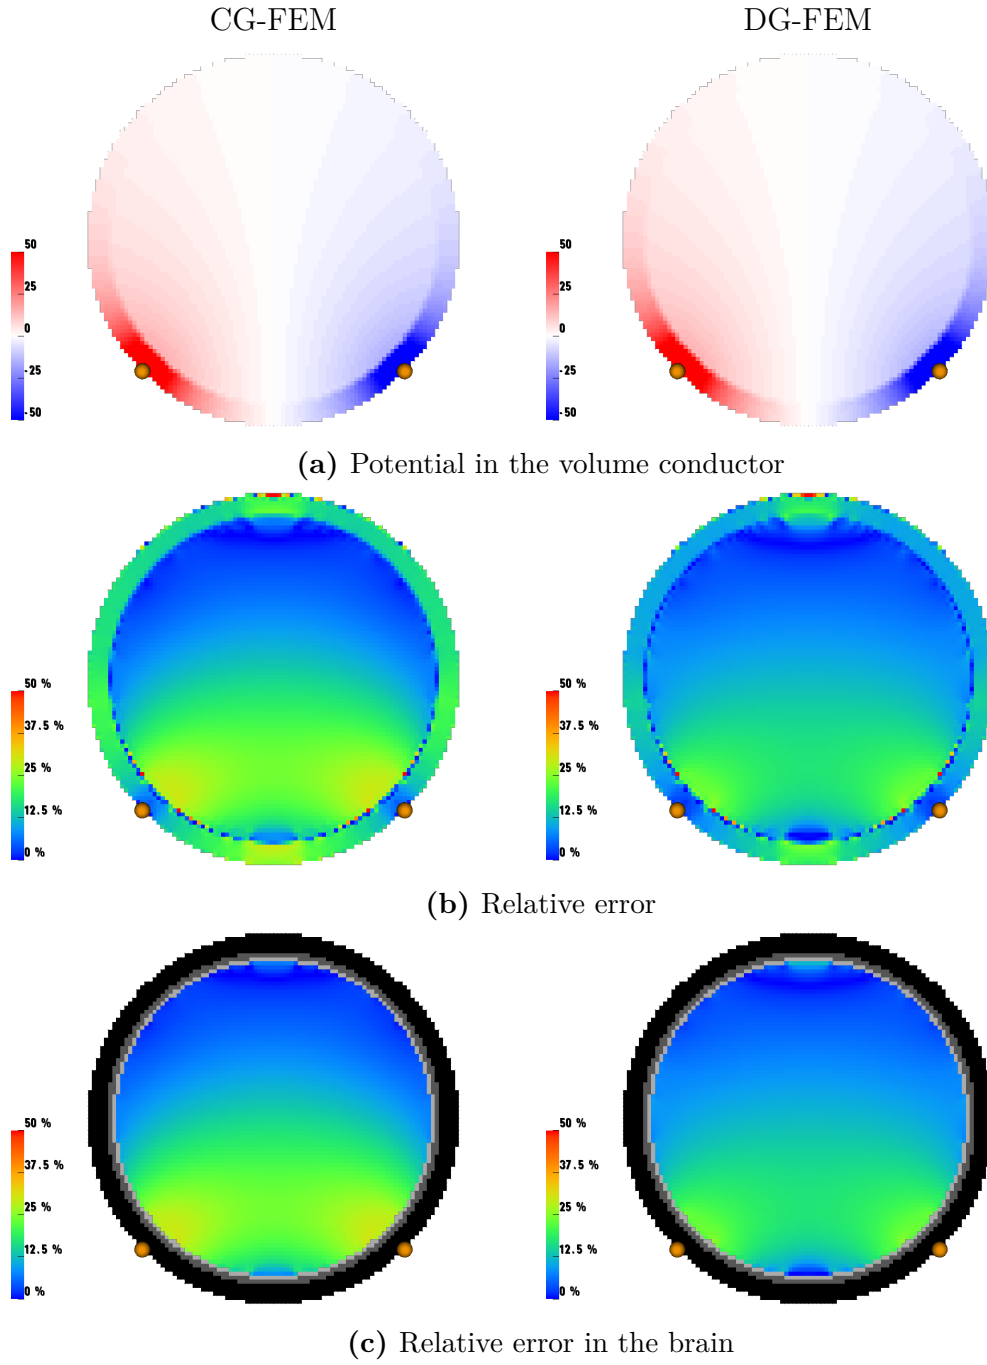 CG-FEM DG-FEM
50 50
25 25
0 0
-25 -25
-50 -50
(a) Potential in the volume conductor
50 % 50 %
37.5 % 37.5 %
25 % 25 %
12.5 % 12.5 %
0 % 0 %
(b) Relative error
50 % 50 %
37.5 % 37.5 %
25 % 25 %
12.5 % 12.5 %
0 % 0 %
(c) Relative error in the brain